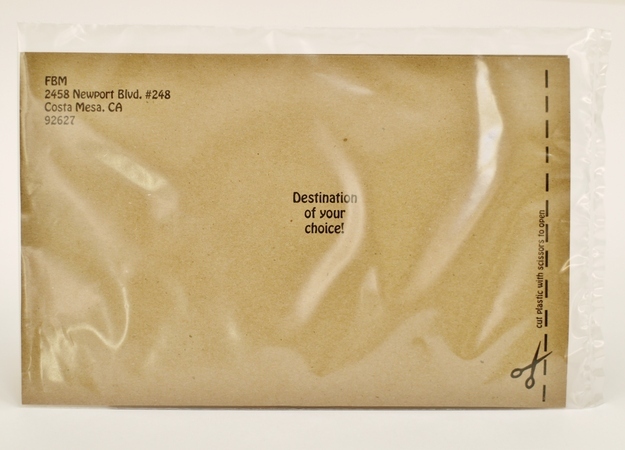 FBM
2458 Newport Blvd. #248
Costa Mesa, CA
92627
Destination
of your
choice!
cut plastic with scissors to open